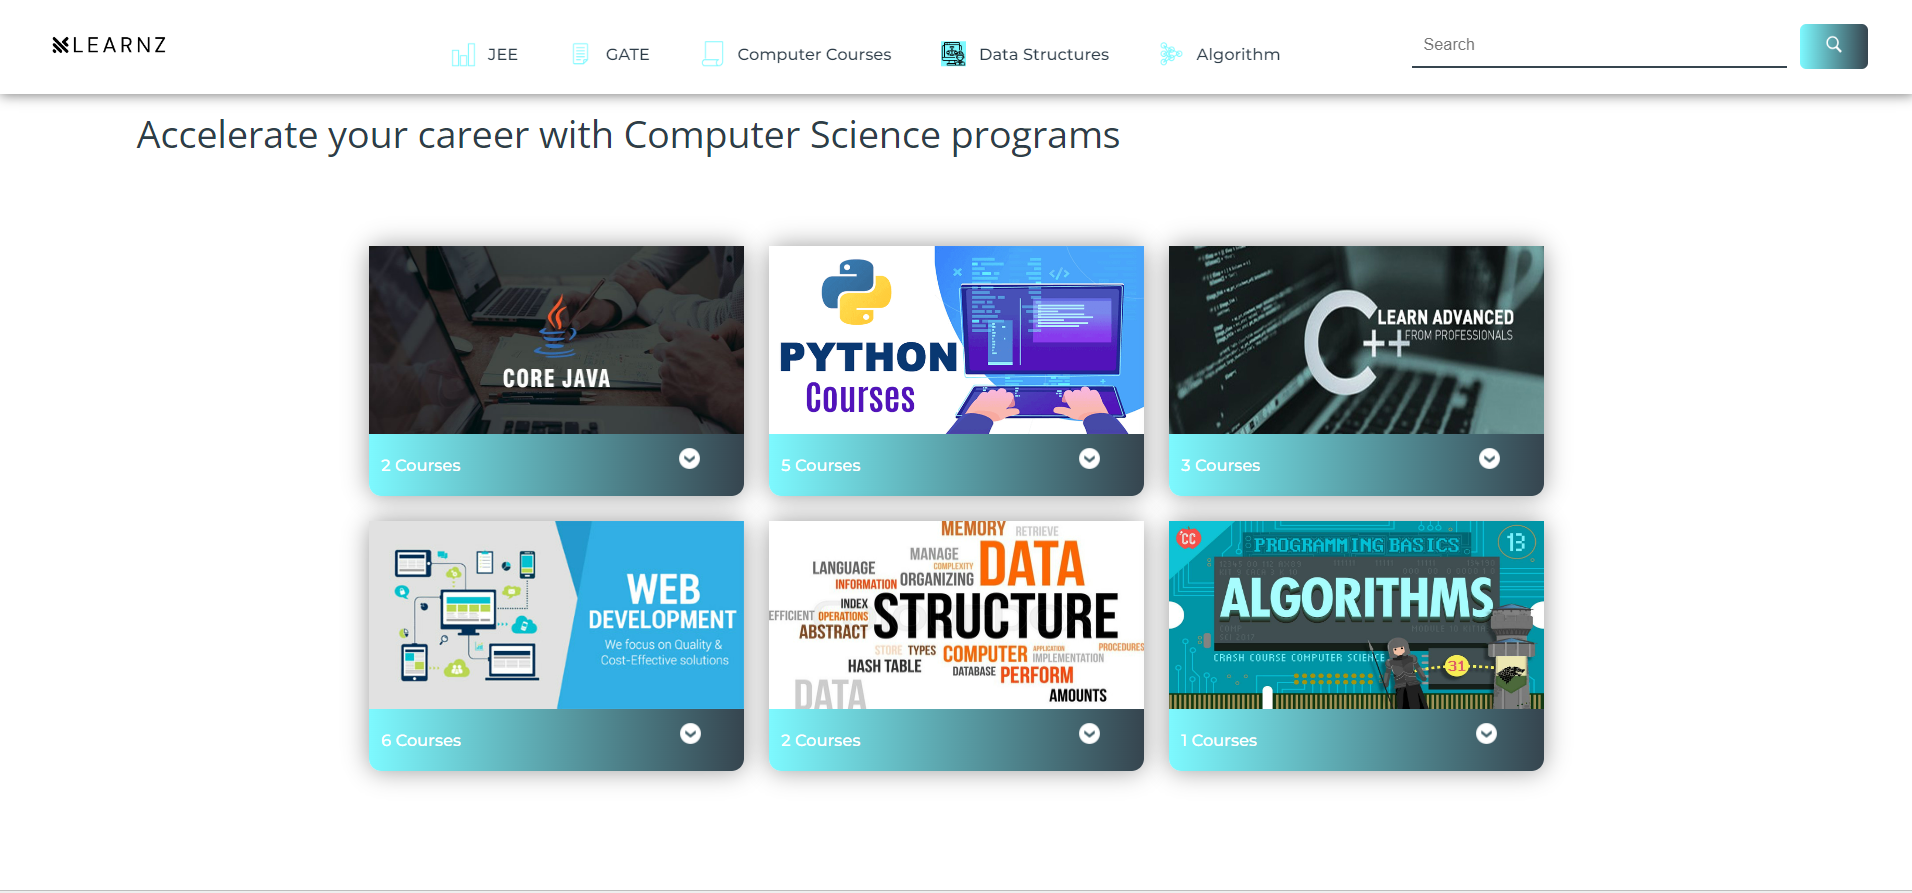 LEARNZ
JEE
GATE
Computer Courses
Data Structures
Algorithm
Search
Accelerate your career with Computer Science programs
CORE JAVA
2 Courses
</>
PYTHON
Courses
5 Courses
C++
LEARN ADVANCED
FROM PROFESSIONALS
3 Courses
WEB
DEVELOPMENT
We focus on Quality &
Cost-Effective solutions
6 Courses
MEMORY RETRIEVE
MANAGE
COMPLEXITY
DATA
LANGUAGE
INFORMATION ORGANIZING
INDEX
EFFICIENT OPERATIONS
STRUCTURE
ABSTRACT
STORE TYPES COMPUTER
APPLICATION
IMPLEMENTATION
PROCEDURES
HASH TABLE
DATABASE PERFORM
DATA
AMOUNTS
2 Courses
CC
PROGRAMMING BASICS
13
ALGORITHMS
CRASH COURSE COMPUTER SCIENCE
31
1 Courses